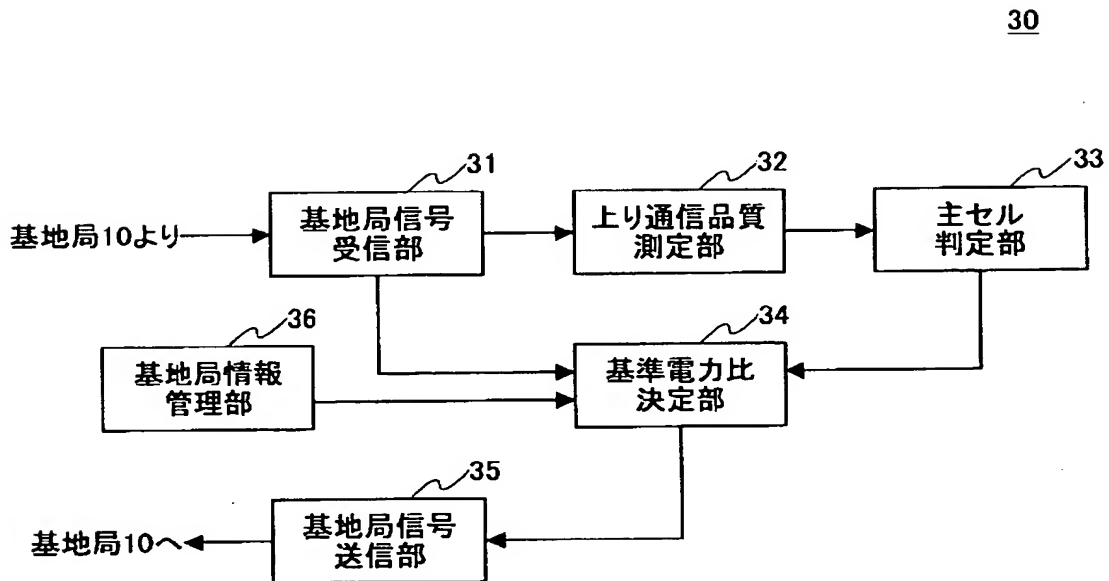 30
31
32
33
基地局10より
基地局信号
受信部
上り通信品質
測定部
主セル
判定部
36
34
基地局情報
管理部
基準電力比
決定部
35
基地局10へ
基地局信号
送信部